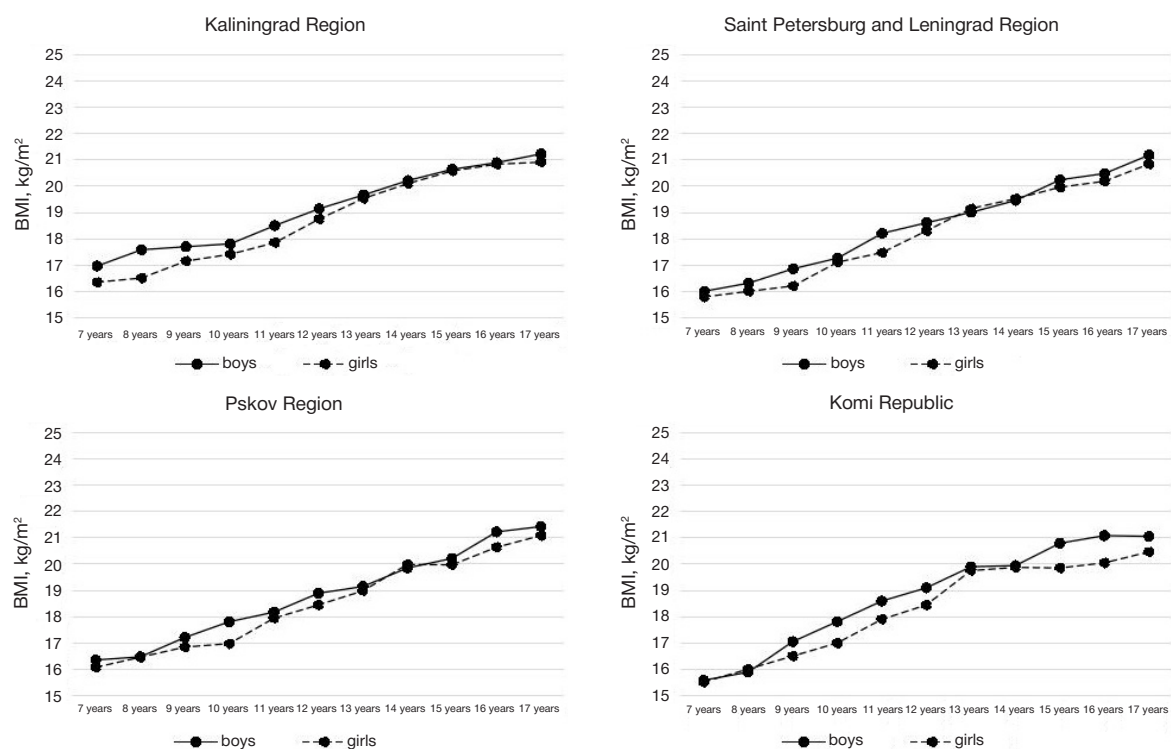 Kaliningrad Region
BMI, kg/m²
25
24
23
22
21
20
19
18
17
16
15
7 years 8 years 9 years 10 years 11 years 12 years 13 years 14 years 15 years 16 years 17 years
boys girls
Saint Petersburg and Leningrad Region
BMI, kg/m²
25
24
23
22
21
20
19
18
17
16
15
7 years 8 years 9 years 10 years 11 years 12 years 13 years 14 years 15 years 16 years 17 years
boys girls
Pskov Region
BMI, kg/m²
25
24
23
22
21
20
19
18
17
16
15
7 years 8 years 9 years 10 years 11 years 12 years 13 years 14 years 15 years 16 years 17 years
boys girls
Komi Republic
BMI, kg/m²
25
24
23
22
21
20
19
18
17
16
15
7 years 8 years 9 years 10 years 11 years 12 years 13 years 14 years 15 years 16 years 17 years
boys girls